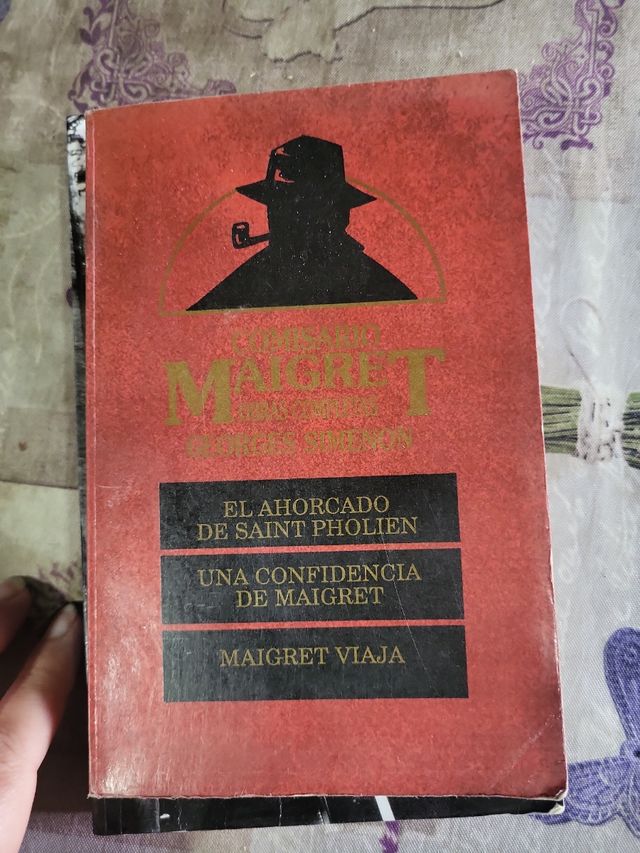 COMISARIO
MAIGRET
OBRAS COMPLETAS
GEORGES SIMENON
EL AHORCADO
DE SAINT PHOLIEN
UNA CONFIDENCIA
DE MAIGRET
MAIGRET VIAJA